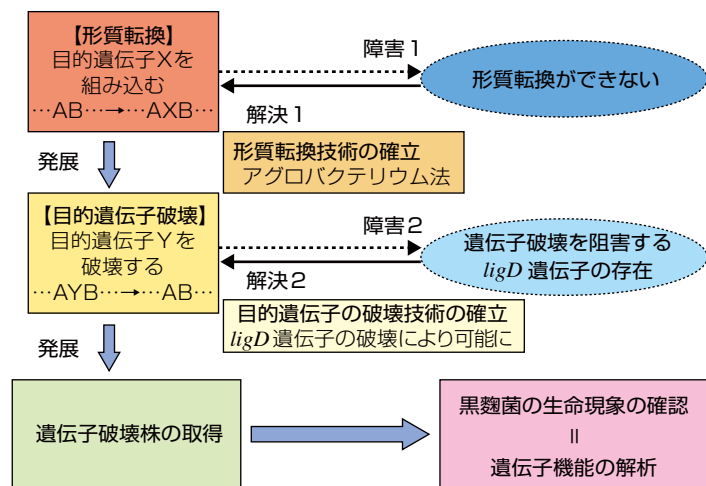 【形質転換】
目的遺伝子Xを
組み込む
…AB…→…AXB…
障害1
形質転換ができない
解決1
形質転換技術の確立
アグロバクテリウム法
発展
【目的遺伝子破壊】
目的遺伝子Yを
破壊する
…AYB…→…AB…
障害2
遺伝子破壊を阻害する
ligD 遺伝子の存在
解決2
目的遺伝子の破壊技術の確立
ligD 遺伝子の破壊により可能に
発展
遺伝子破壊株の取得
黒麴菌の生命現象の確認
＝
遺伝子機能の解析